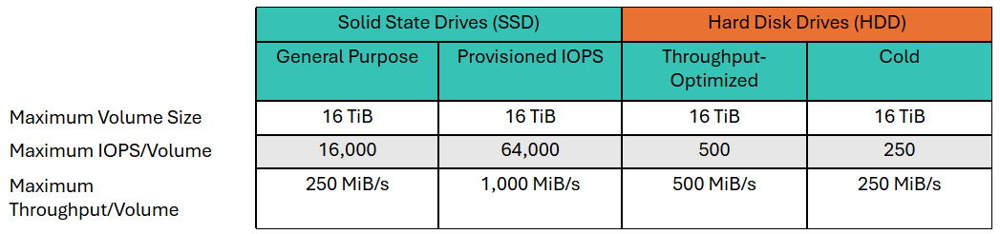 Solid State Drives (SSD) Hard Disk Drives (HDD)
General Purpose Provisioned IOPS Throughput- Cold
Optimized
Maximum Volume Size 16 TiB 16 TiB 16 TiB 16 TiB
Maximum IOPS/Volume 16,000 64,000 500 250
Maximum 250 MiB/s 1,000 MiB/s 500 MiB/s 250 MiB/s
Throughput/Volume